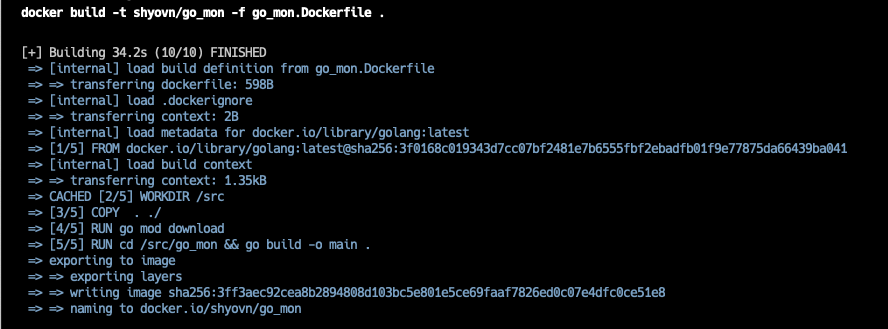 docker build -t shyovn/go_mon -f go_mon.Dockerfile .
[+] Building 34.2s (10/10) FINISHED
=> [internal] load build definition from go_mon.Dockerfile
=> => transferring dockerfile: 598B
=> [internal] load .dockerignore
=> => transferring context: 2B
=> [internal] load metadata for docker.io/library/golang:latest
=> [1/5] FROM docker.io/library/golang:latest@sha256:3f0168c019343d7cc07bf2481e7b6555fbf2ebadfb01f9e77875da66439ba041
=> [internal] load build context
=> => transferring context: 1.35kB
=> CACHED [2/5] WORKDIR /src
=> [3/5] COPY  . ./
=> [4/5] RUN go mod download
=> [5/5] RUN cd /src/go_mon && go build -o main .
=> exporting to image
=> => exporting layers
=> => writing image sha256:3ff3aec92cea8b2894808d103bc5e801e5ce69faaf7826ed0c07e4dfc0ce51e8
=> => naming to docker.io/shyovn/go_mon